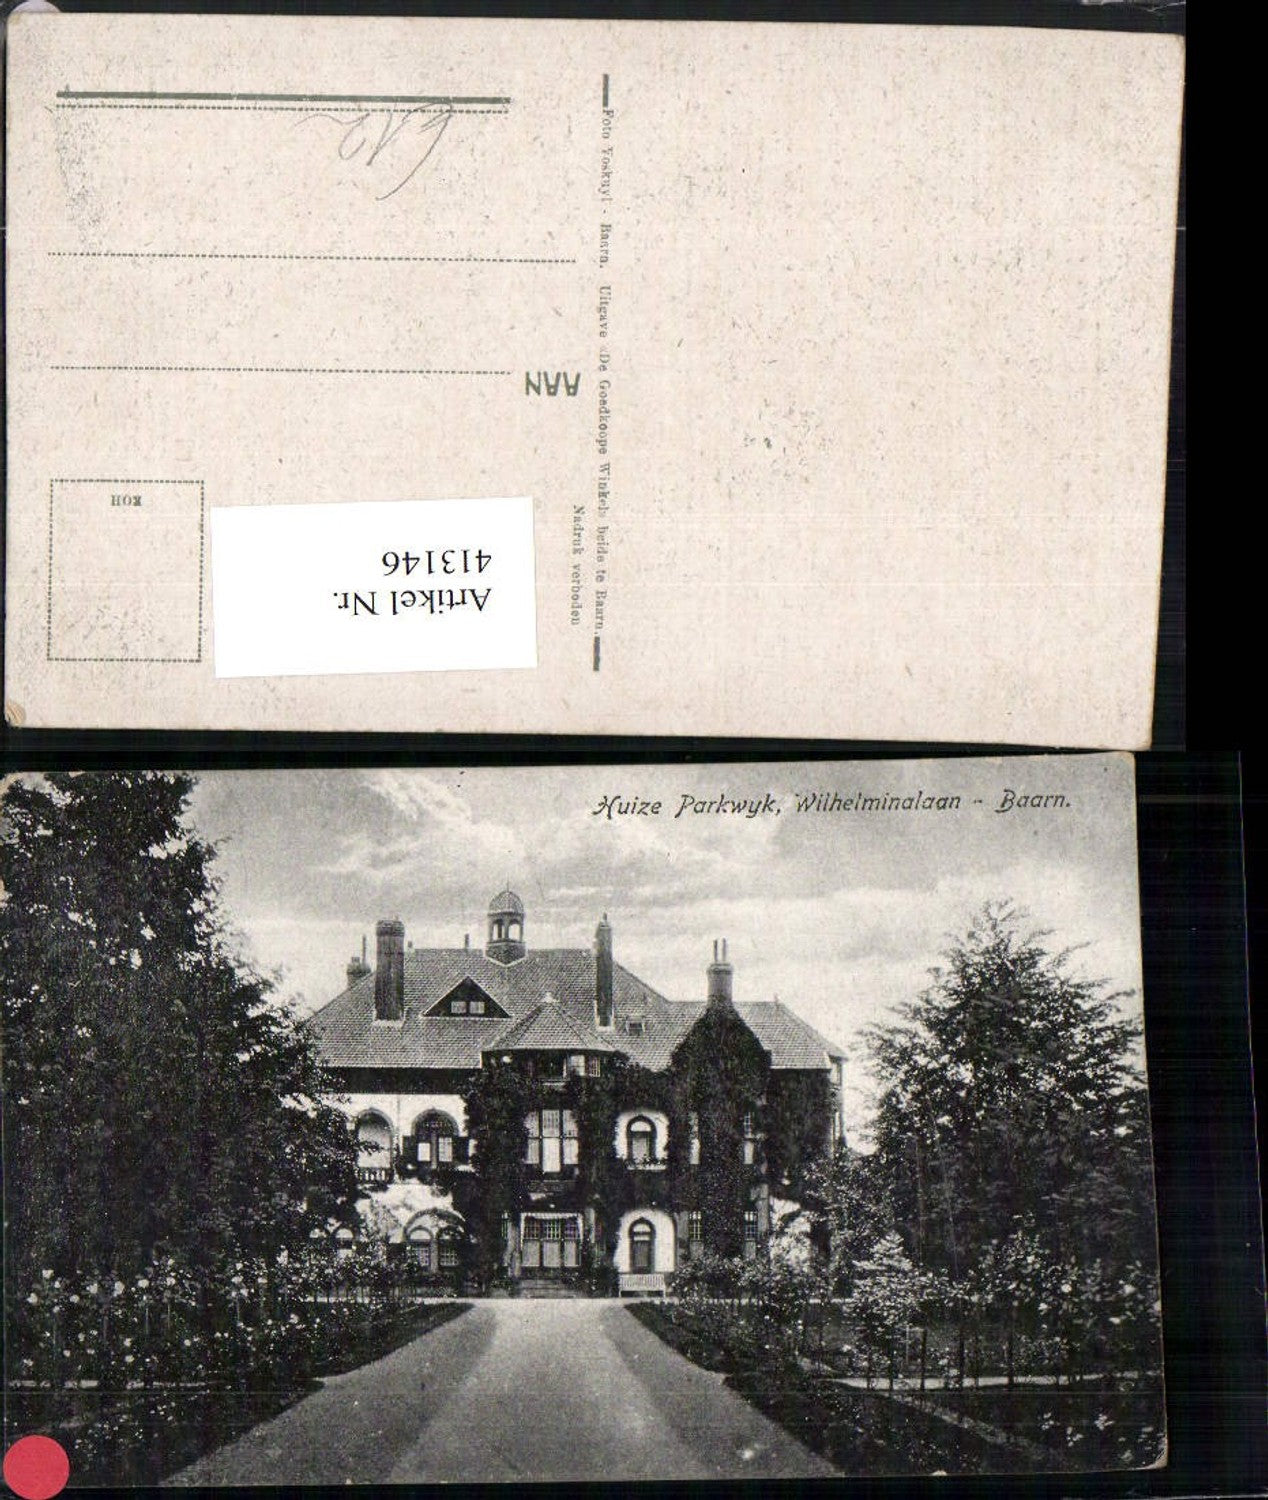 Foto Voskuyl - Baarn. Uitgave «De Goedkoope Winkel» beide te Baarn.
Nadruk verboden
AAN
Artikel Nr.
413146
Huize Parkwyk, Wilhelminalaan - Baarn.